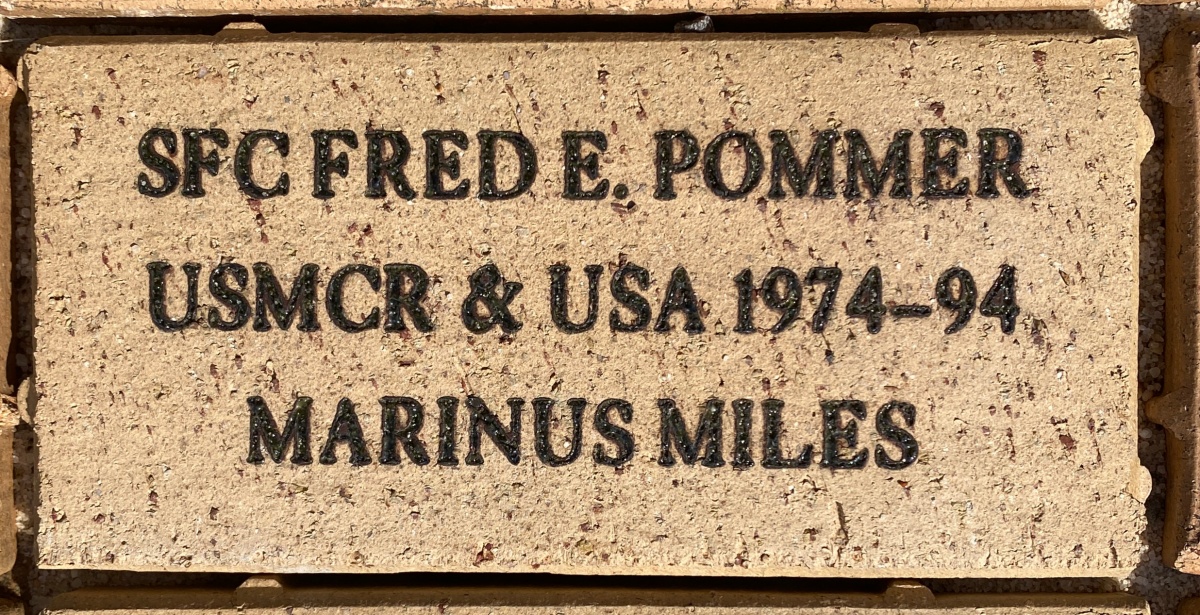 SFC FRED E. POMMER
USMCR & USA 1974-94
MARINUS MILES